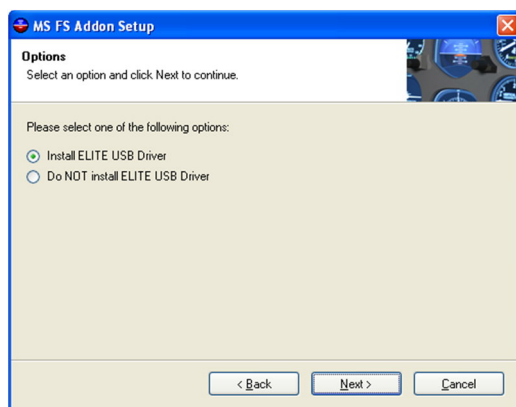 MS FS Addon Setup
Options
Select an option and click Next to continue.
Please select one of the following options:
Install ELITE USB Driver
Do NOT install ELITE USB Driver
< Back
Next >
Cancel